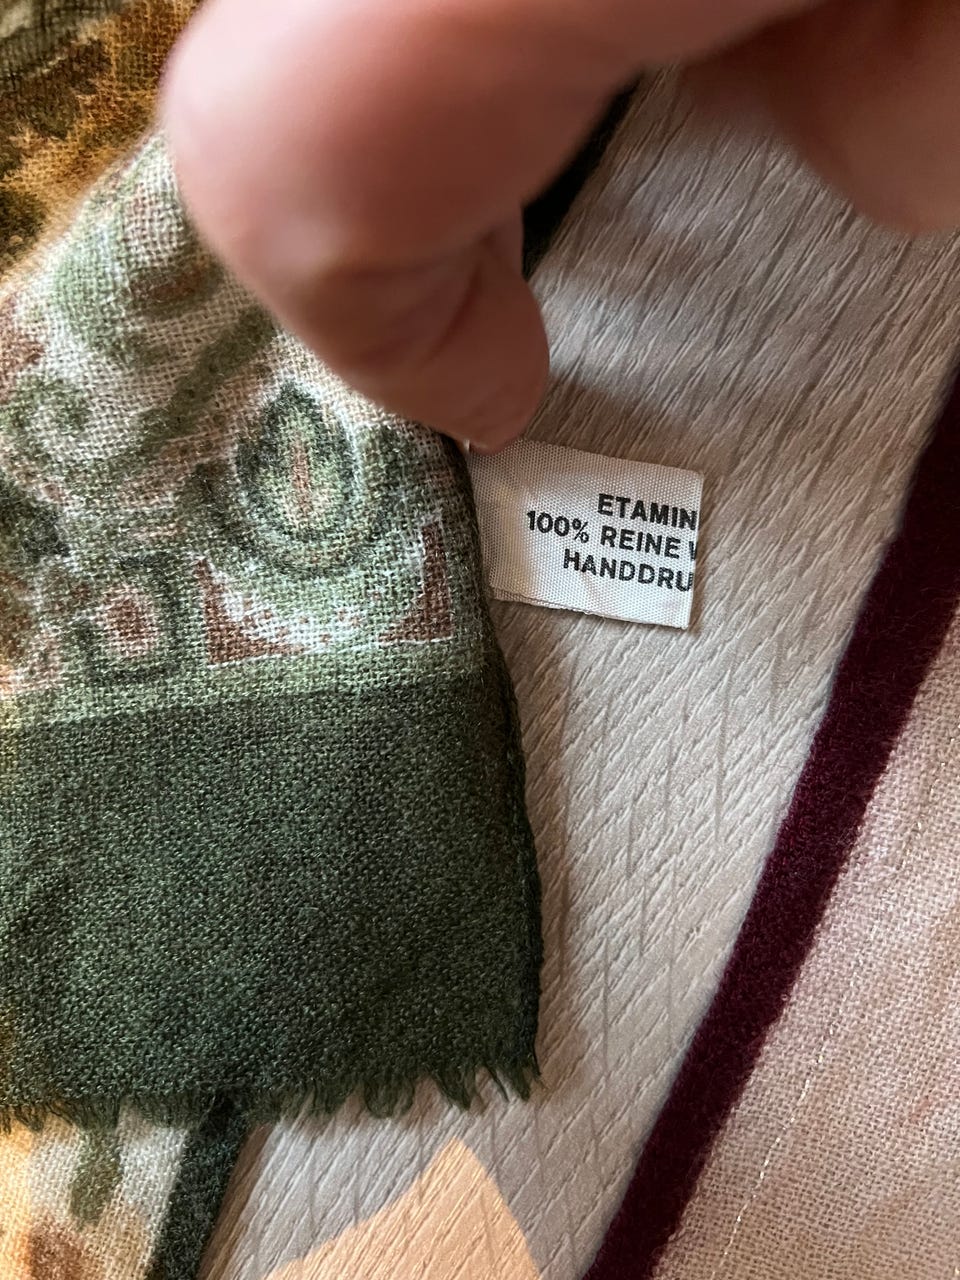 ETAMIN
100% REINE
HANDDRU